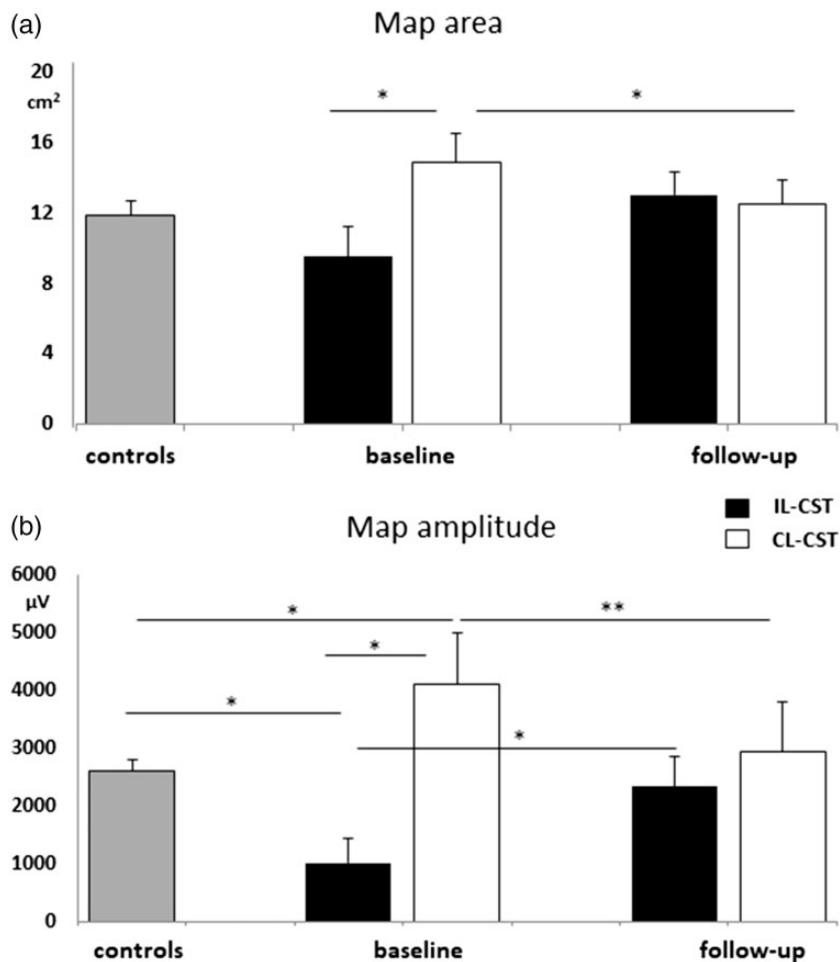 (a)
Map area
20
cm²
*
*
16
12
8
4
0
controls baseline follow-up
IL-CST
CL-CST
(b)
Map amplitude
6000
µV
*
**
5000
*
4000
*
3000
*
2000
1000
0
controls baseline follow-up